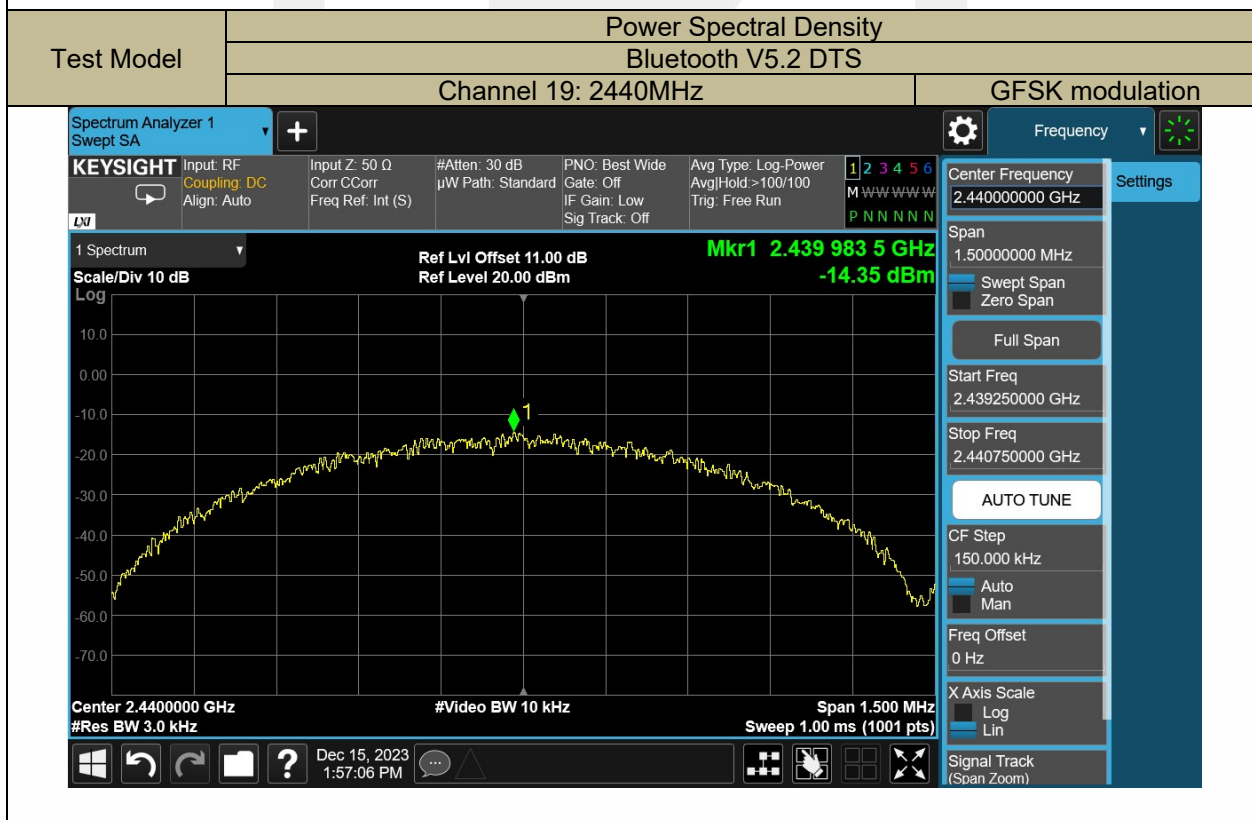 Test Model
Power Spectral Density
Bluetooth V5.2 DTS
Channel 19: 2440MHz
GFSK modulation
Spectrum Analyzer 1
Swept SA
Frequency
KEYSIGHT
LXI
Input: RF
Coupling: DC
Align: Auto
Input Z: 50 Ω
Corr CCorr
Freq Ref: Int (S)
#Atten: 30 dB
µW Path: Standard
PNO: Best Wide
Gate: Off
IF Gain: Low
Sig Track: Off
Avg Type: Log-Power
Avg|Hold:>100/100
Trig: Free Run
1 2 3 4 5 6
M W W W W W
P N N N N N
1 Spectrum
Scale/Div 10 dB
Ref Lvl Offset 11.00 dB
Ref Level 20.00 dBm
Mkr1 2.439 983 5 GHz
-14.35 dBm
Log
10.0
0.00
-10.0
-20.0
-30.0
-40.0
-50.0
-60.0
-70.0
1
Center 2.4400000 GHz
#Res BW 3.0 kHz
#Video BW 10 kHz
Span 1.500 MHz
Sweep 1.00 ms (1001 pts)
Center Frequency
2.440000000 GHz
Span
1.50000000 MHz
Swept Span
Zero Span
Full Span
Start Freq
2.439250000 GHz
Stop Freq
2.440750000 GHz
AUTO TUNE
CF Step
150.000 kHz
Auto
Man
Freq Offset
0 Hz
X Axis Scale
Log
Lin
Signal Track
(Span Zoom)
Settings
?
Dec 15, 2023
1:57:06 PM